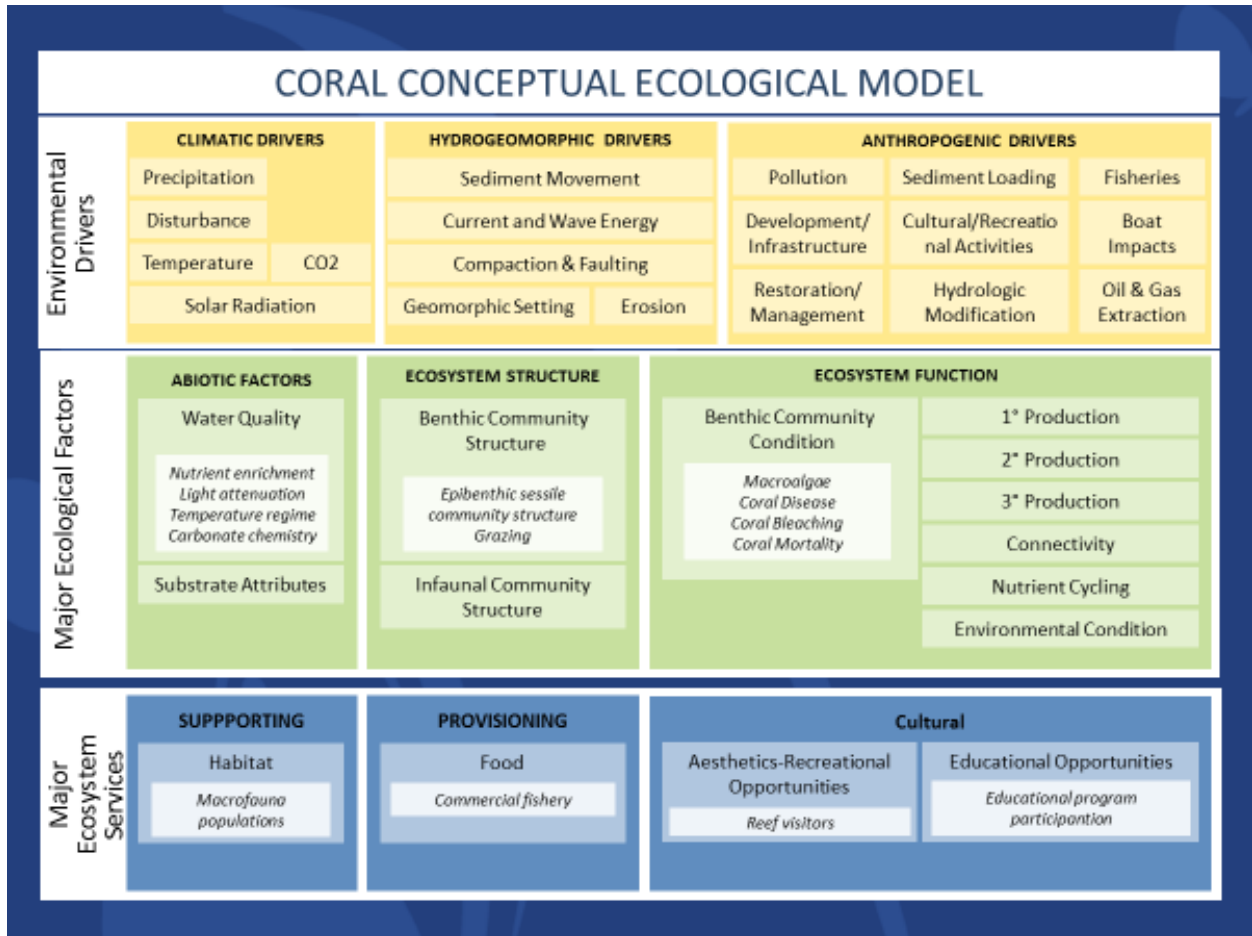 CORAL CONCEPTUAL ECOLOGICAL MODEL
Environmental
Drivers
CLIMATIC DRIVERS
Precipitation
Disturbance
Temperature
CO2
Solar Radiation
HYDROGEOMORPHIC DRIVERS
Sediment Movement
Current and Wave Energy
Compaction & Faulting
Geomorphic Setting
Erosion
ANTHROPOGENIC DRIVERS
Pollution
Sediment Loading
Fisheries
Development/
Infrastructure
Cultural/Recreatio
nal Activities
Boat
Impacts
Restoration/
Management
Hydrologic
Modification
Oil & Gas
Extraction
Major Ecological Factors
ABIOTIC FACTORS
Water Quality
Nutrient enrichment
Light attenuation
Temperature regime
Carbonate chemistry
Substrate Attributes
ECOSYSTEM STRUCTURE
Benthic Community
Structure
Epibenthic sessile
community structure
Grazing
Infaunal Community
Structure
ECOSYSTEM FUNCTION
Benthic Community
Condition
Macroalgae
Coral Disease
Coral Bleaching
Coral Mortality
1° Production
2° Production
3° Production
Connectivity
Nutrient Cycling
Environmental Condition
Major
Ecosystem
Services
SUPPPORTING
Habitat
Macrofauna
populations
PROVISIONING
Food
Commercial fishery
Cultural
Aesthetics-Recreational
Opportunities
Reef visitors
Educational Opportunities
Educational program
participantion